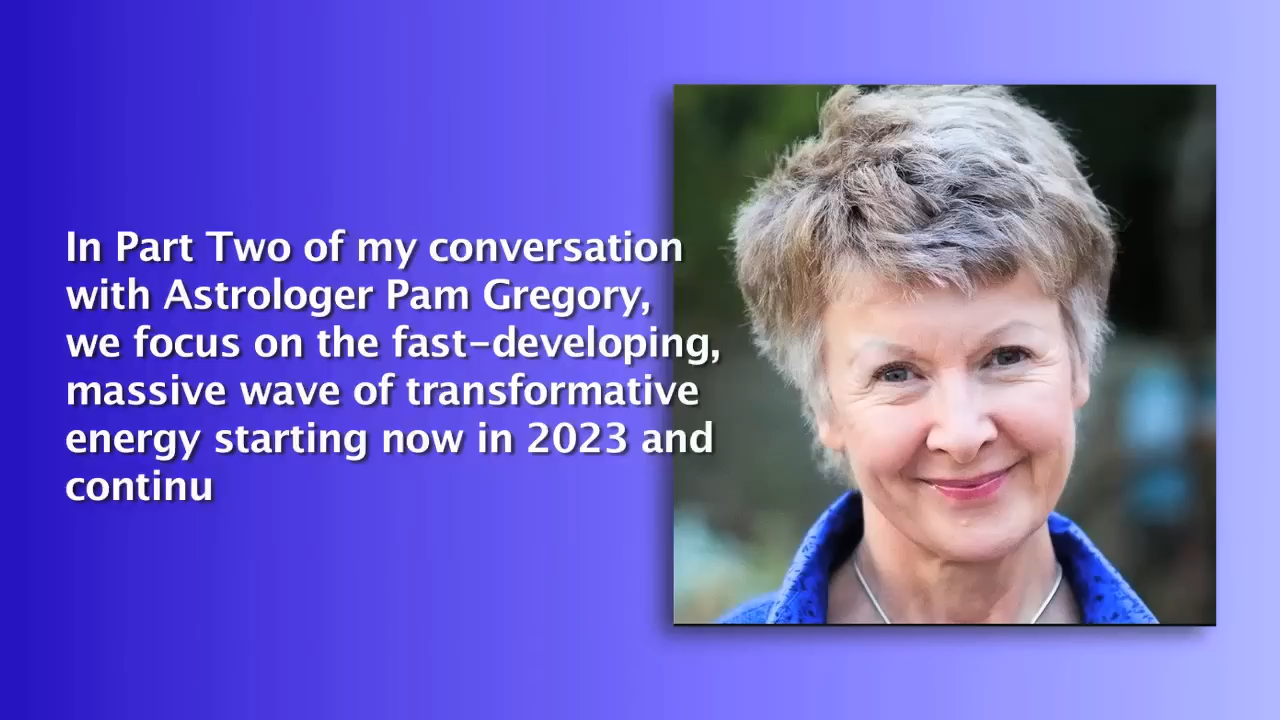 In Part Two of my conversation
with Astrologer Pam Gregory,
we focus on the fast-developing,
massive wave of transformative
energy starting now in 2023 and
continu